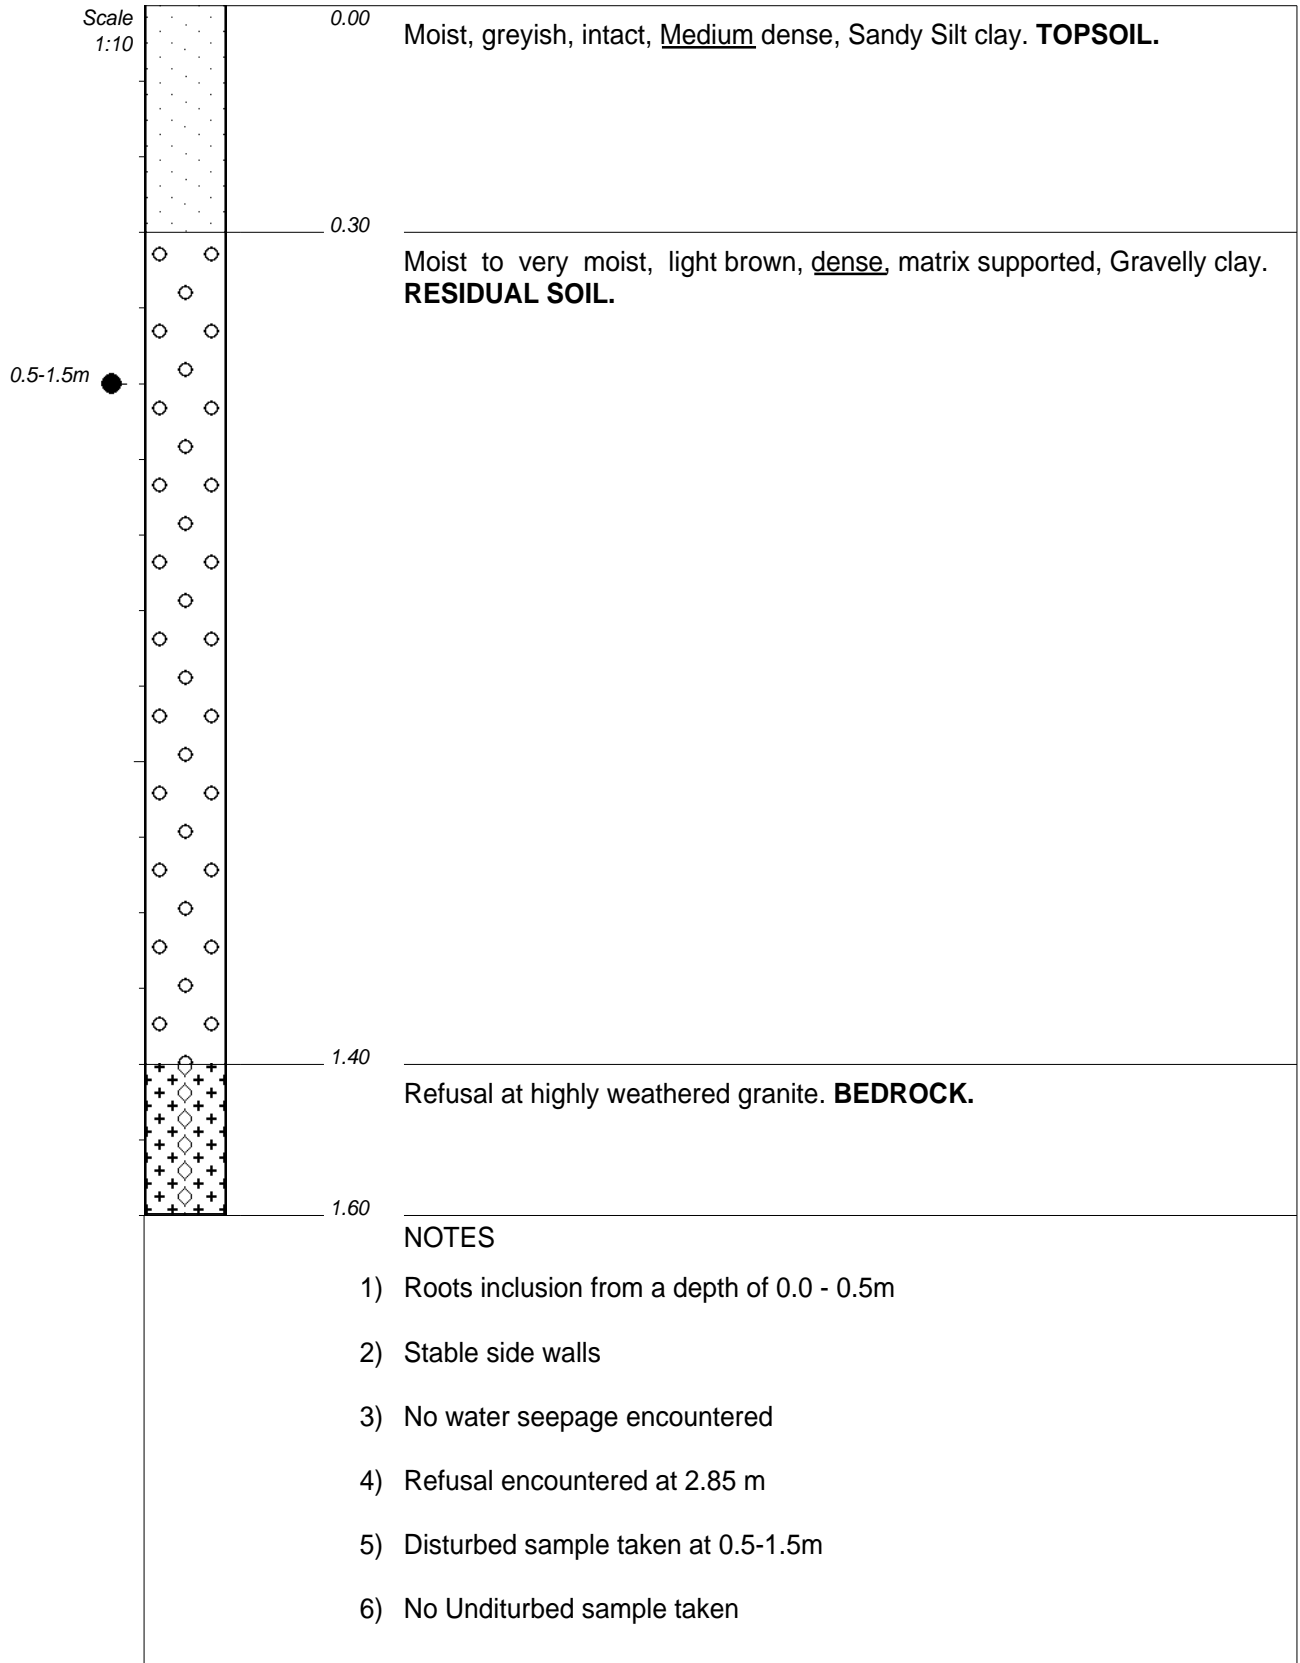 Scale
1:10
0.00
Moist, greyish, intact, Medium dense, Sandy Silt clay. TOPSOIL.
0.30
Moist to very moist, light brown, dense, matrix supported, Gravelly clay.
RESIDUAL SOIL.
0.5-1.5m
1.40
Refusal at highly weathered granite. BEDROCK.
1.60
NOTES
1) Roots inclusion from a depth of 0.0 - 0.5m
2) Stable side walls
3) No water seepage encountered
4) Refusal encountered at 2.85 m
5) Disturbed sample taken at 0.5-1.5m
6) No Unditurbed sample taken